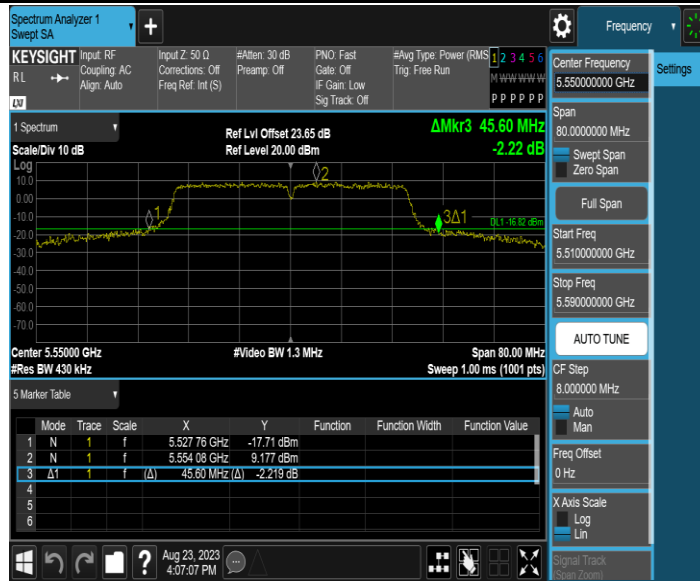 Spectrum Analyzer 1
Swept SA
+
Frequency
KEYSIGHT
RL
LXI
Input: RF
Coupling: AC
Align: Auto
Input Z: 50 Ω
Corrections: Off
Freq Ref: Int (S)
#Atten: 30 dB
Preamp: Off
PNO: Fast
Gate: Off
IF Gain: Low
Sig Track: Off
#Avg Type: Power (RMS
Trig: Free Run
1 2 3 4 5 6
M W W W W W
P P P P P P
1 Spectrum
Scale/Div 10 dB
Ref Lvl Offset 23.65 dB
Ref Level 20.00 dBm
ΔMkr3 45.60 MHz
-2.22 dB
Log
10.0
0.00
-10.0
-20.0
-30.0
-40.0
-50.0
-60.0
-70.0
1
2
3Δ1
DL1 -16.82 dBm
Center 5.55000 GHz
#Res BW 430 kHz
#Video BW 1.3 MHz
Span 80.00 MHz
Sweep 1.00 ms (1001 pts)
5 Marker Table
Mode Trace Scale X Y Function Function Width Function Value
1 N 1 f 5.527 76 GHz -17.71 dBm
2 N 1 f 5.554 08 GHz 9.177 dBm
3 Δ1 1 f (Δ) 45.60 MHz (Δ) -2.219 dB
4
5
6
?
Aug 23, 2023
4:07:07 PM
Center Frequency
5.550000000 GHz
Settings
Span
80.0000000 MHz
Swept Span
Zero Span
Full Span
Start Freq
5.510000000 GHz
Stop Freq
5.590000000 GHz
AUTO TUNE
CF Step
8.000000 MHz
Auto
Man
Freq Offset
0 Hz
X Axis Scale
Log
Lin
Signal Track
(Span Zoom)